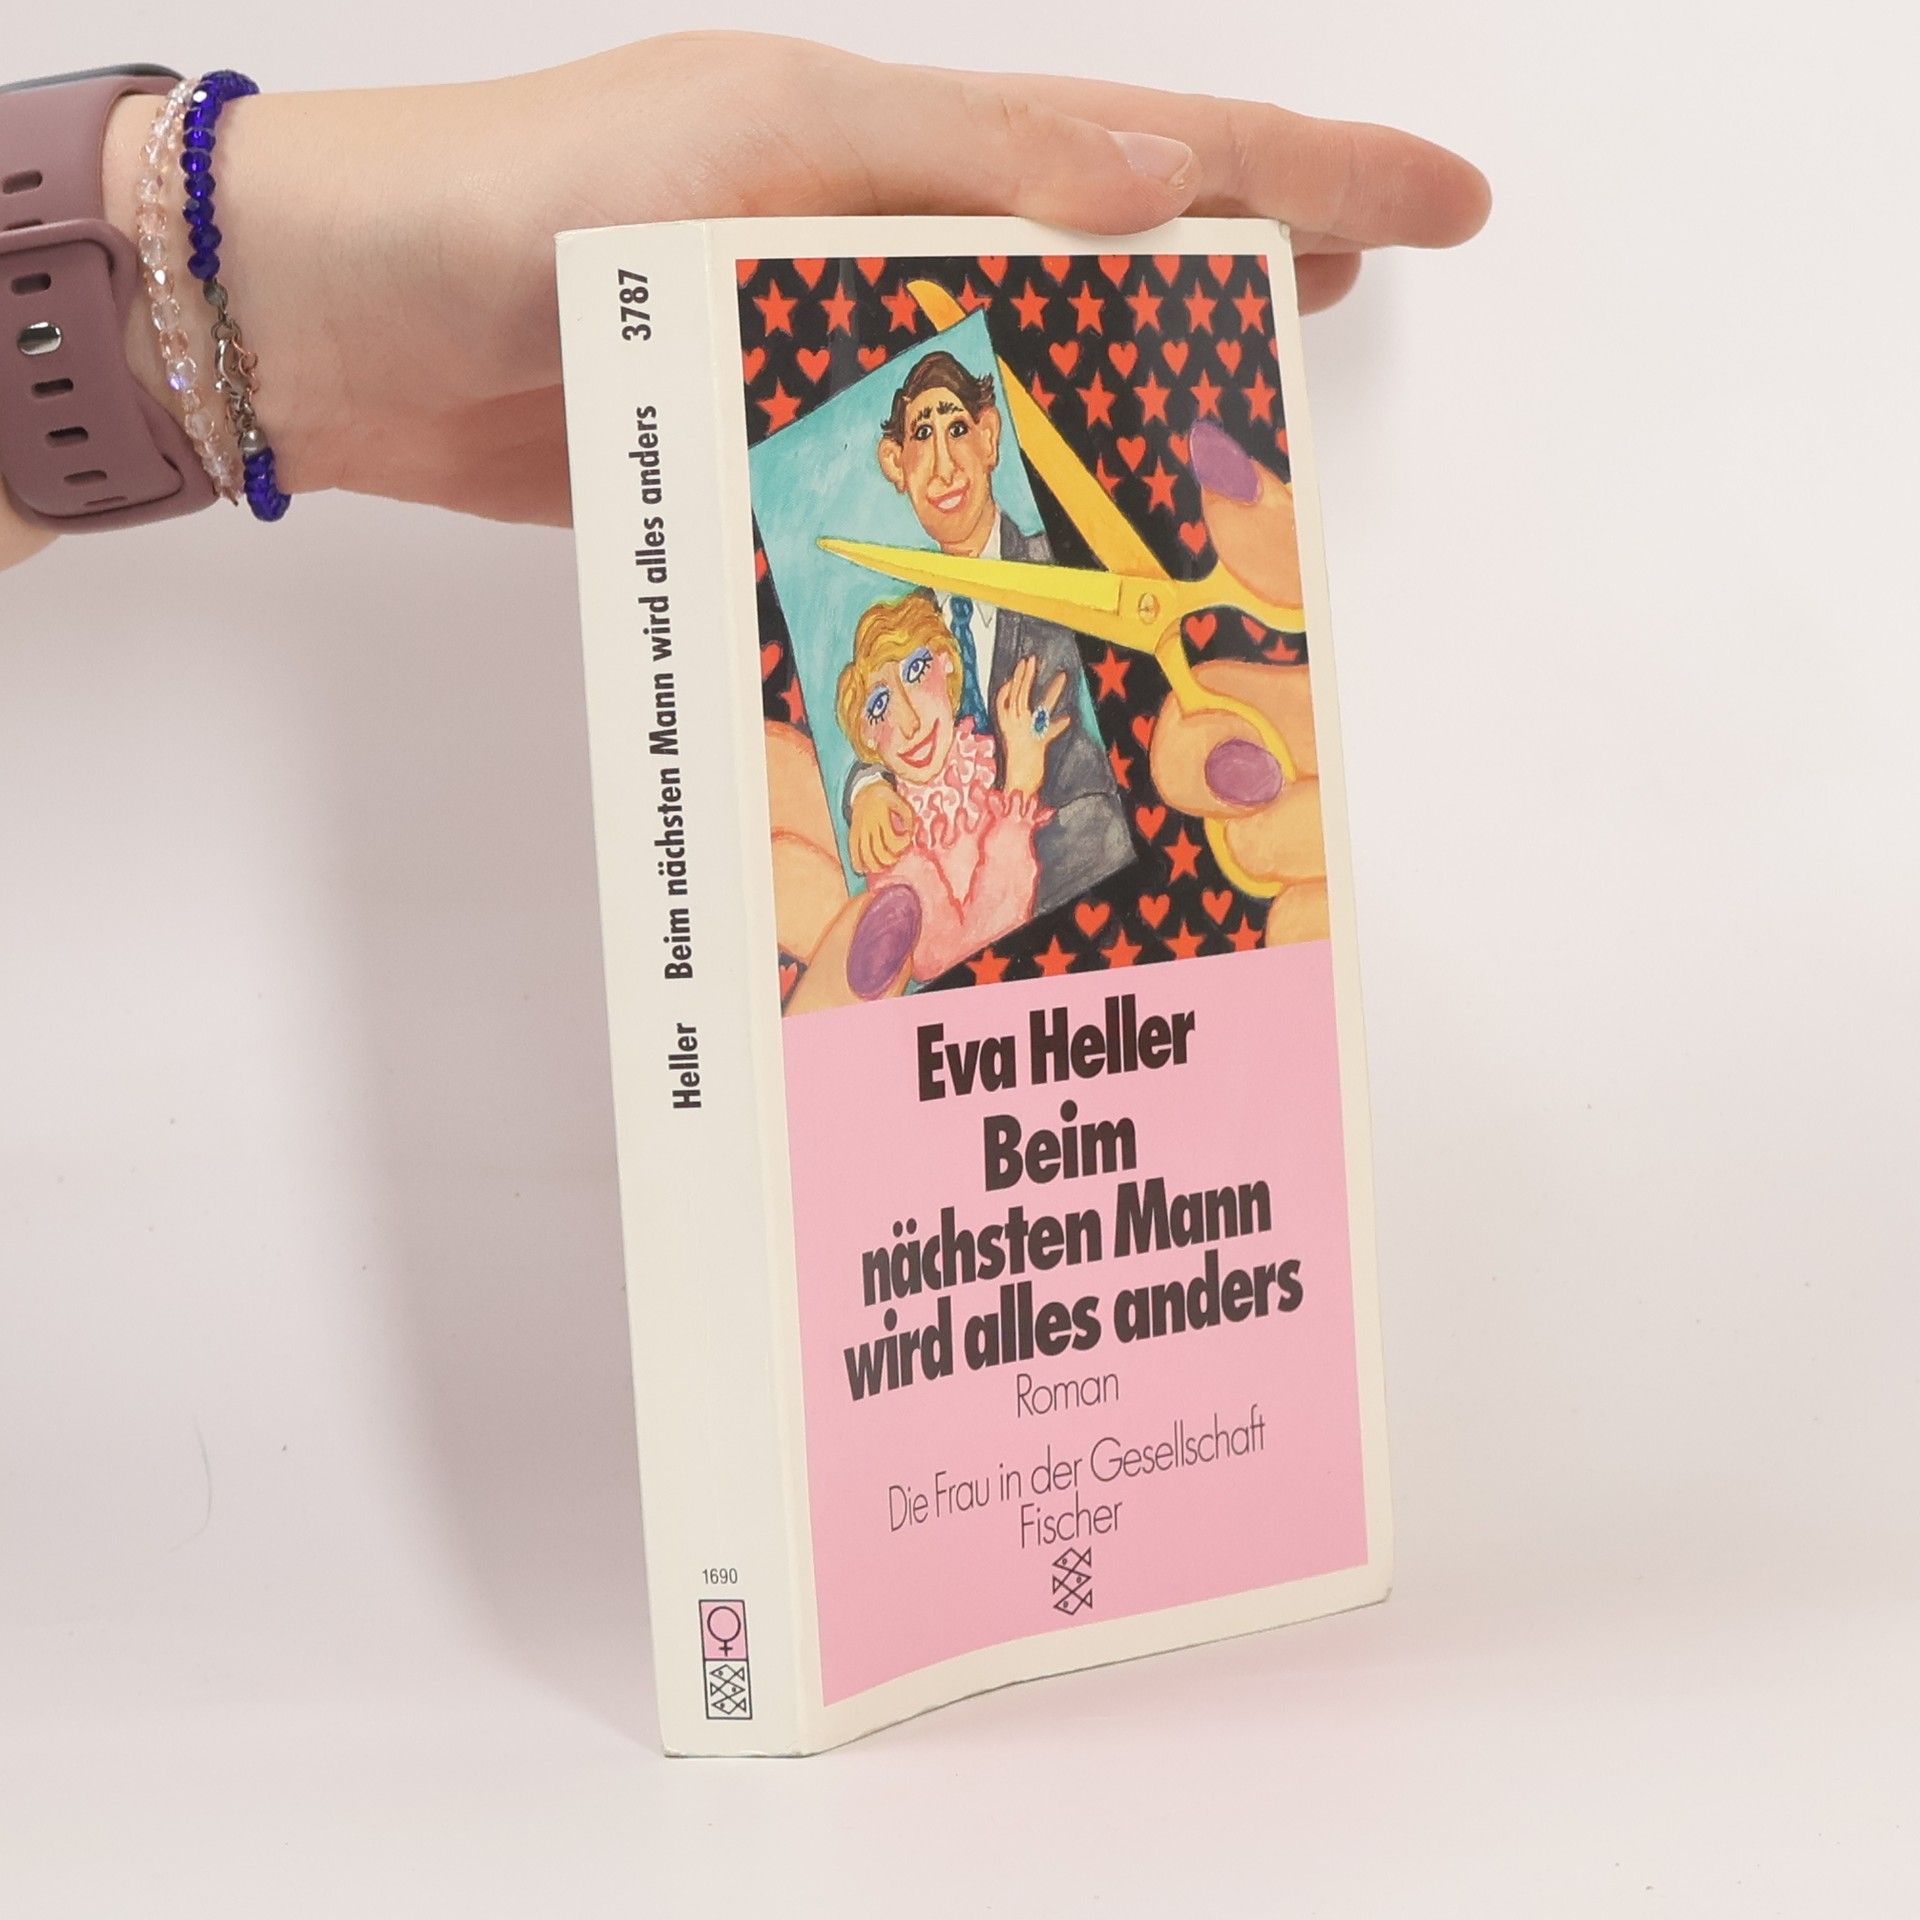 Heller Beim nächsten Mann wird alles anders 3787
1690
Eva Heller
Beim
nächsten Mann
wird alles anders
Roman
Die Frau in der Gesellschaft
Fischer